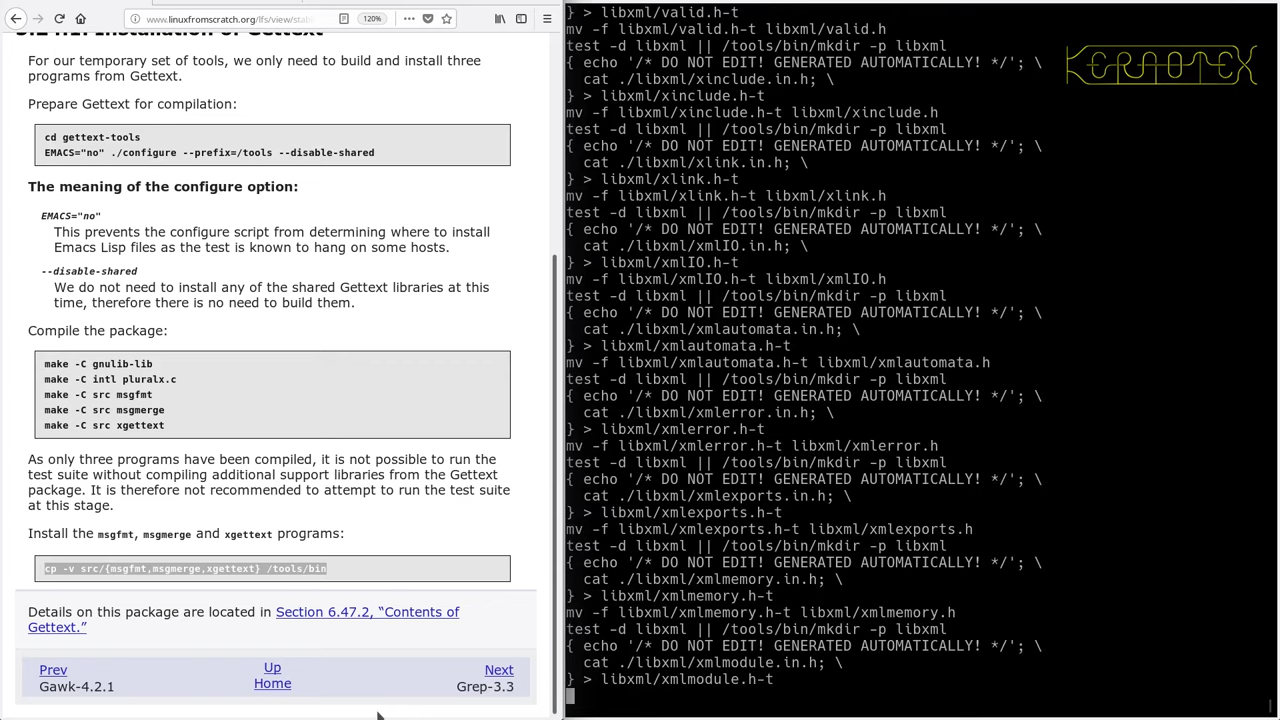 www.linuxfromscratch.org/lfs/view/stab
120%
For our temporary set of tools, we only need to build and install three
programs from Gettext.
Prepare Gettext for compilation:
cd gettext-tools
EMACS="no" ./configure --prefix=/tools --disable-shared
The meaning of the configure option:
EMACS="no"
This prevents the configure script from determining where to install
Emacs Lisp files as the test is known to hang on some hosts.
--disable-shared
We do not need to install any of the shared Gettext libraries at this
time, therefore there is no need to build them.
Compile the package:
make -C gnulib-lib
make -C intl pluralx.c
make -C src msgfmt
make -C src msgmerge
make -C src xgettext
As only three programs have been compiled, it is not possible to run the
test suite without compiling additional support libraries from the Gettext
package. It is therefore not recommended to attempt to run the test suite
at this stage.
Install the msgfmt, msgmerge and xgettext programs:
cp -v src/{msgfmt,msgmerge,xgettext} /tools/bin
Details on this package are located in Section 6.47.2, “Contents of
Gettext.”
Prev
Up
Next
Gawk-4.2.1
Home
Grep-3.3
} > libxml/valid.h-t
mv -f libxml/valid.h-t libxml/valid.h
test -d libxml || /tools/bin/mkdir -p libxml
{ echo '/* DO NOT EDIT! GENERATED AUTOMATICALLY! */'; \
cat ./libxml/xinclude.in.h; \
} > libxml/xinclude.h-t
mv -f libxml/xinclude.h-t libxml/xinclude.h
test -d libxml || /tools/bin/mkdir -p libxml
{ echo '/* DO NOT EDIT! GENERATED AUTOMATICALLY! */'; \
cat ./libxml/xlink.in.h; \
} > libxml/xlink.h-t
mv -f libxml/xlink.h-t libxml/xlink.h
test -d libxml || /tools/bin/mkdir -p libxml
{ echo '/* DO NOT EDIT! GENERATED AUTOMATICALLY! */'; \
cat ./libxml/xmlIO.in.h; \
} > libxml/xmlIO.h-t
mv -f libxml/xmlIO.h-t libxml/xmlIO.h
test -d libxml || /tools/bin/mkdir -p libxml
{ echo '/* DO NOT EDIT! GENERATED AUTOMATICALLY! */'; \
cat ./libxml/xmlautomata.in.h; \
} > libxml/xmlautomata.h-t
mv -f libxml/xmlautomata.h-t libxml/xmlautomata.h
test -d libxml || /tools/bin/mkdir -p libxml
{ echo '/* DO NOT EDIT! GENERATED AUTOMATICALLY! */'; \
cat ./libxml/xmlerror.in.h; \
} > libxml/xmlerror.h-t
mv -f libxml/xmlerror.h-t libxml/xmlerror.h
test -d libxml || /tools/bin/mkdir -p libxml
{ echo '/* DO NOT EDIT! GENERATED AUTOMATICALLY! */'; \
cat ./libxml/xmlexports.in.h; \
} > libxml/xmlexports.h-t
mv -f libxml/xmlexports.h-t libxml/xmlexports.h
test -d libxml || /tools/bin/mkdir -p libxml
{ echo '/* DO NOT EDIT! GENERATED AUTOMATICALLY! */'; \
cat ./libxml/xmlmemory.in.h; \
} > libxml/xmlmemory.h-t
mv -f libxml/xmlmemory.h-t libxml/xmlmemory.h
test -d libxml || /tools/bin/mkdir -p libxml
{ echo '/* DO NOT EDIT! GENERATED AUTOMATICALLY! */'; \
cat ./libxml/xmlmodule.in.h; \
} > libxml/xmlmodule.h-t